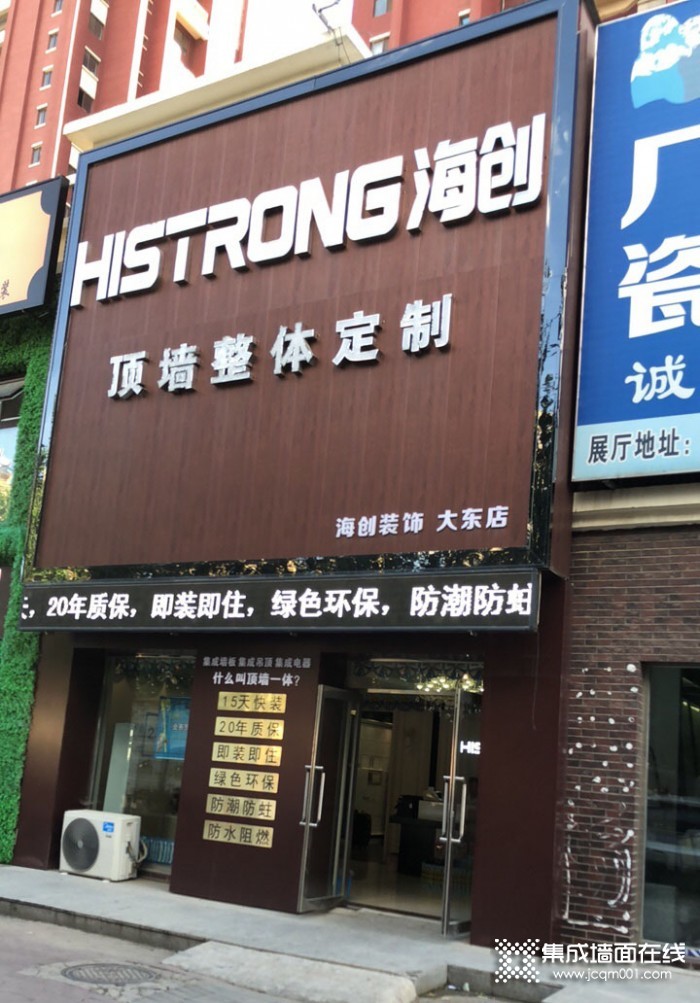 HISTRONG海创
顶墙整体定制
海创装饰 大东店
，20年质保，即装即住，绿色环保，防潮防蛀
集成墙板 集成吊顶 集成电器
什么叫顶墙一体?
15天快装
20年质保
即装即住
绿色环保
防潮防蛀
防水阻燃
HIS
装
厂
瓷
诚
展厅地址:
集成墙面在线
www.jcqm001.com